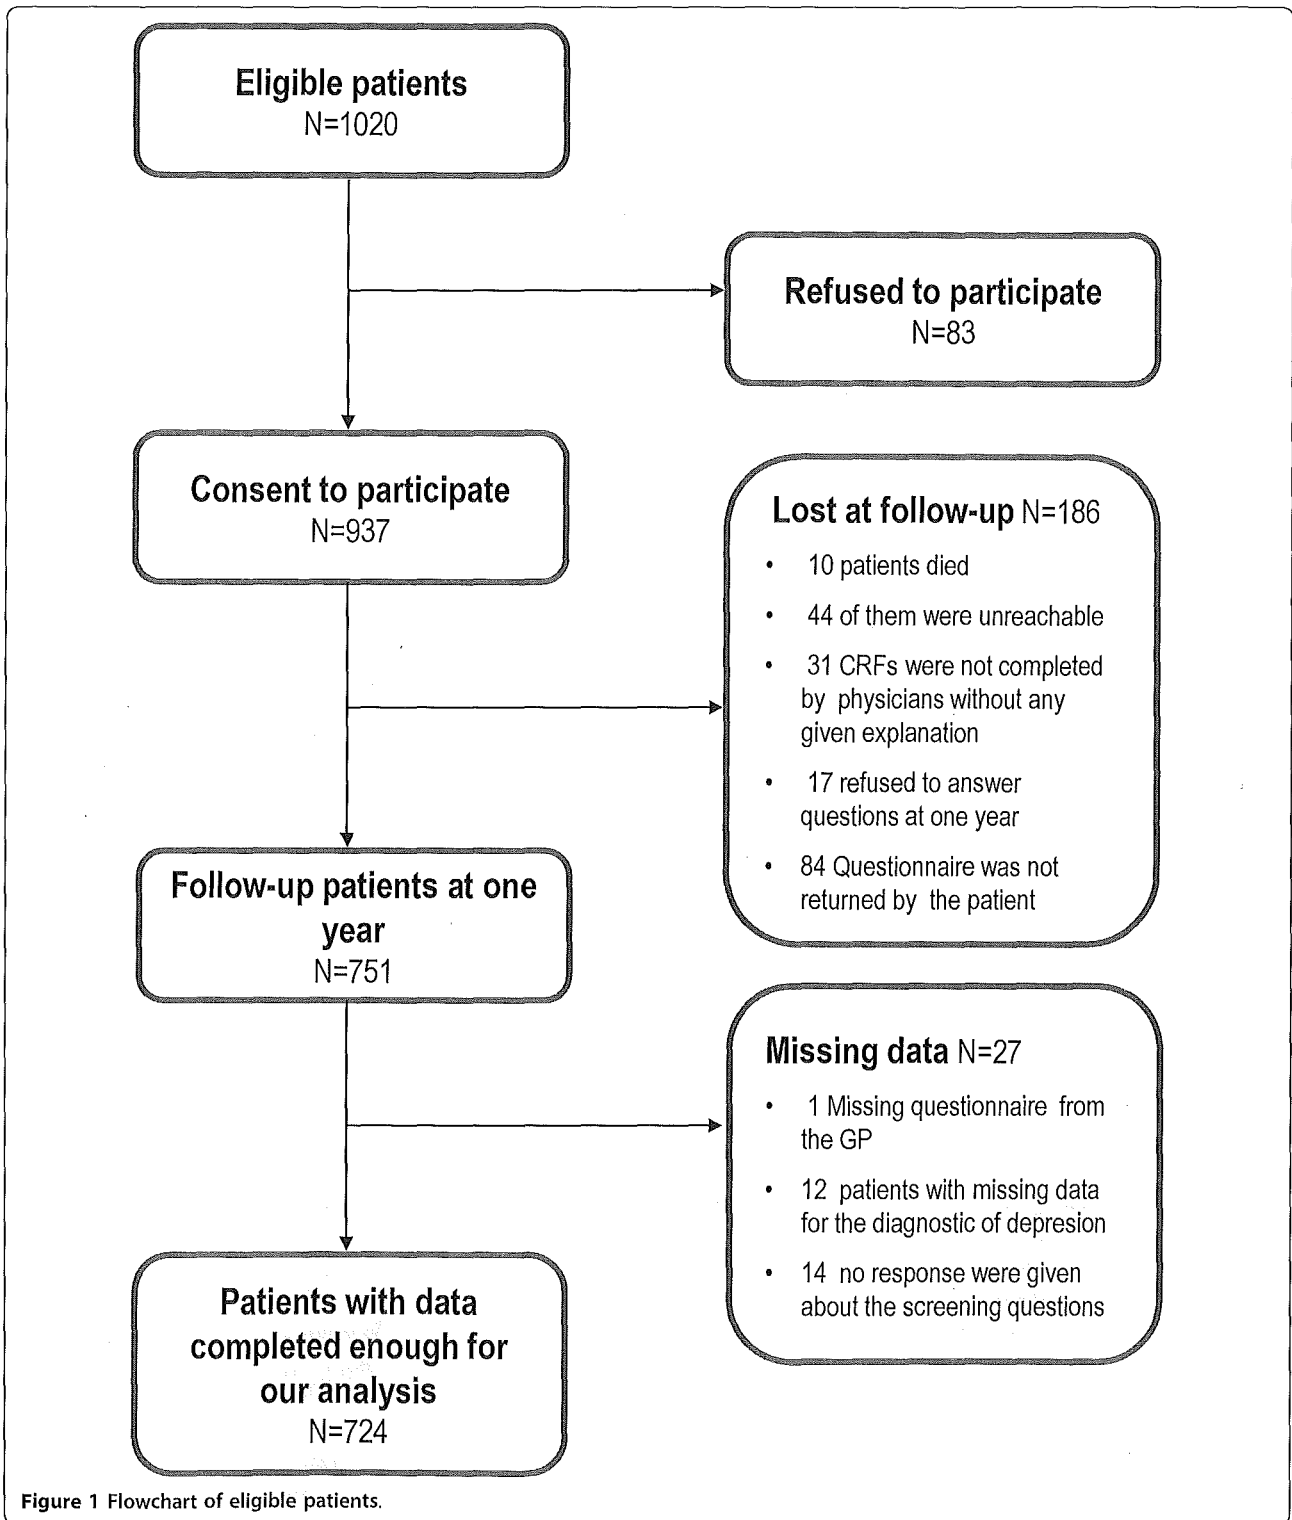 Eligible patients
N=1020
Refused to participate
N=83
Consent to participate
N=937
Lost at follow-up N=186
• 10 patients died
• 44 of them were unreachable
• 31 CRFs were not completed
by physicians without any
given explanation
• 17 refused to answer
questions at one year
• 84 Questionnaire was not
returned by the patient
Follow-up patients at one
year
N=751
Missing data N=27
• 1 Missing questionnaire from
the GP
• 12 patients with missing data
for the diagnostic of depresion
• 14 no response were given
about the screening questions
Patients with data
completed enough for
our analysis
N=724
Figure 1 Flowchart of eligible patients.